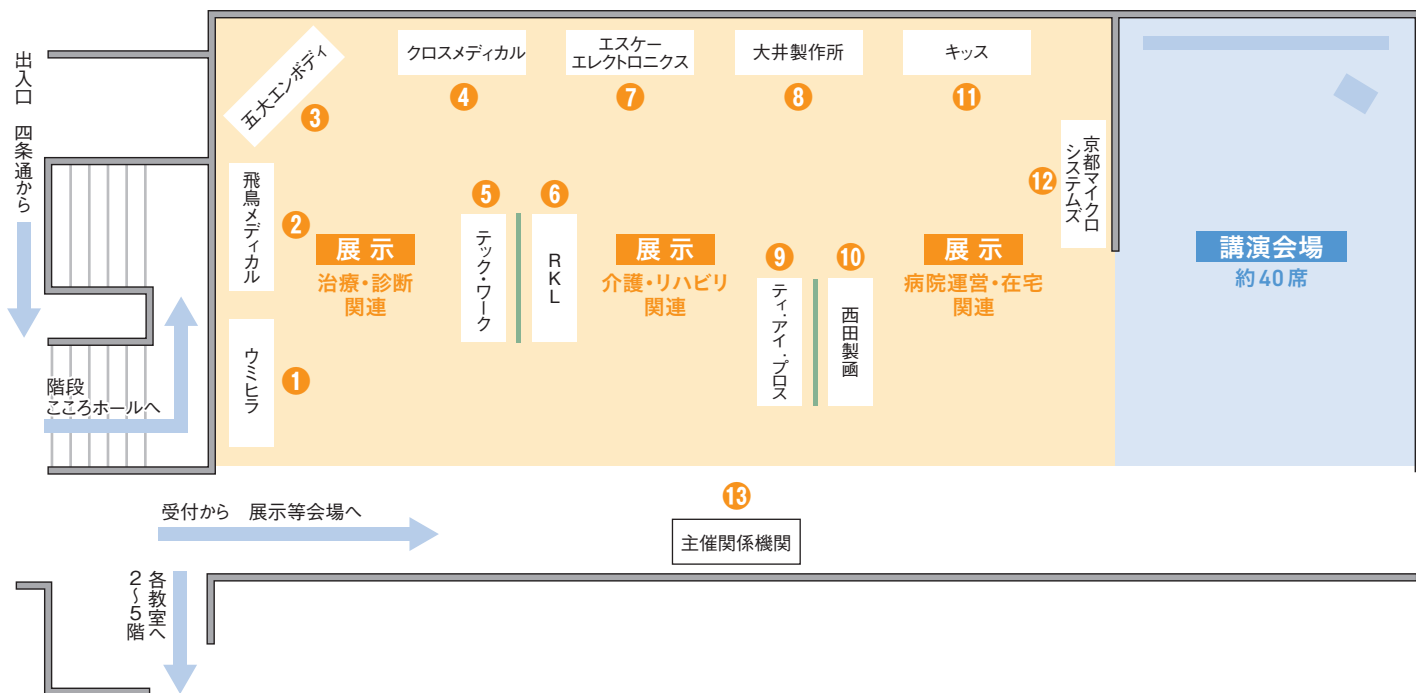 出入口　四条通から
五大エンボディ
③
クロスメディカル
④
エスケー
エレクトロニクス
⑦
大井製作所
⑧
キッス
⑪
飛鳥メディカル
②
展示
治療・診断
関連
⑤
テック・ワーク
⑥
RKL
展示
介護・リハビリ
関連
⑨
ティ・アイ・プロス
⑩
西田製凾
展示
病院運営・在宅
関連
⑫
京都マイクロ
システムズ
講演会場
約40席
ウミヒラ
①
階段
こころホールへ
受付から　展示等会場へ
⑬
主催関係機関
各教室へ
2〜5階